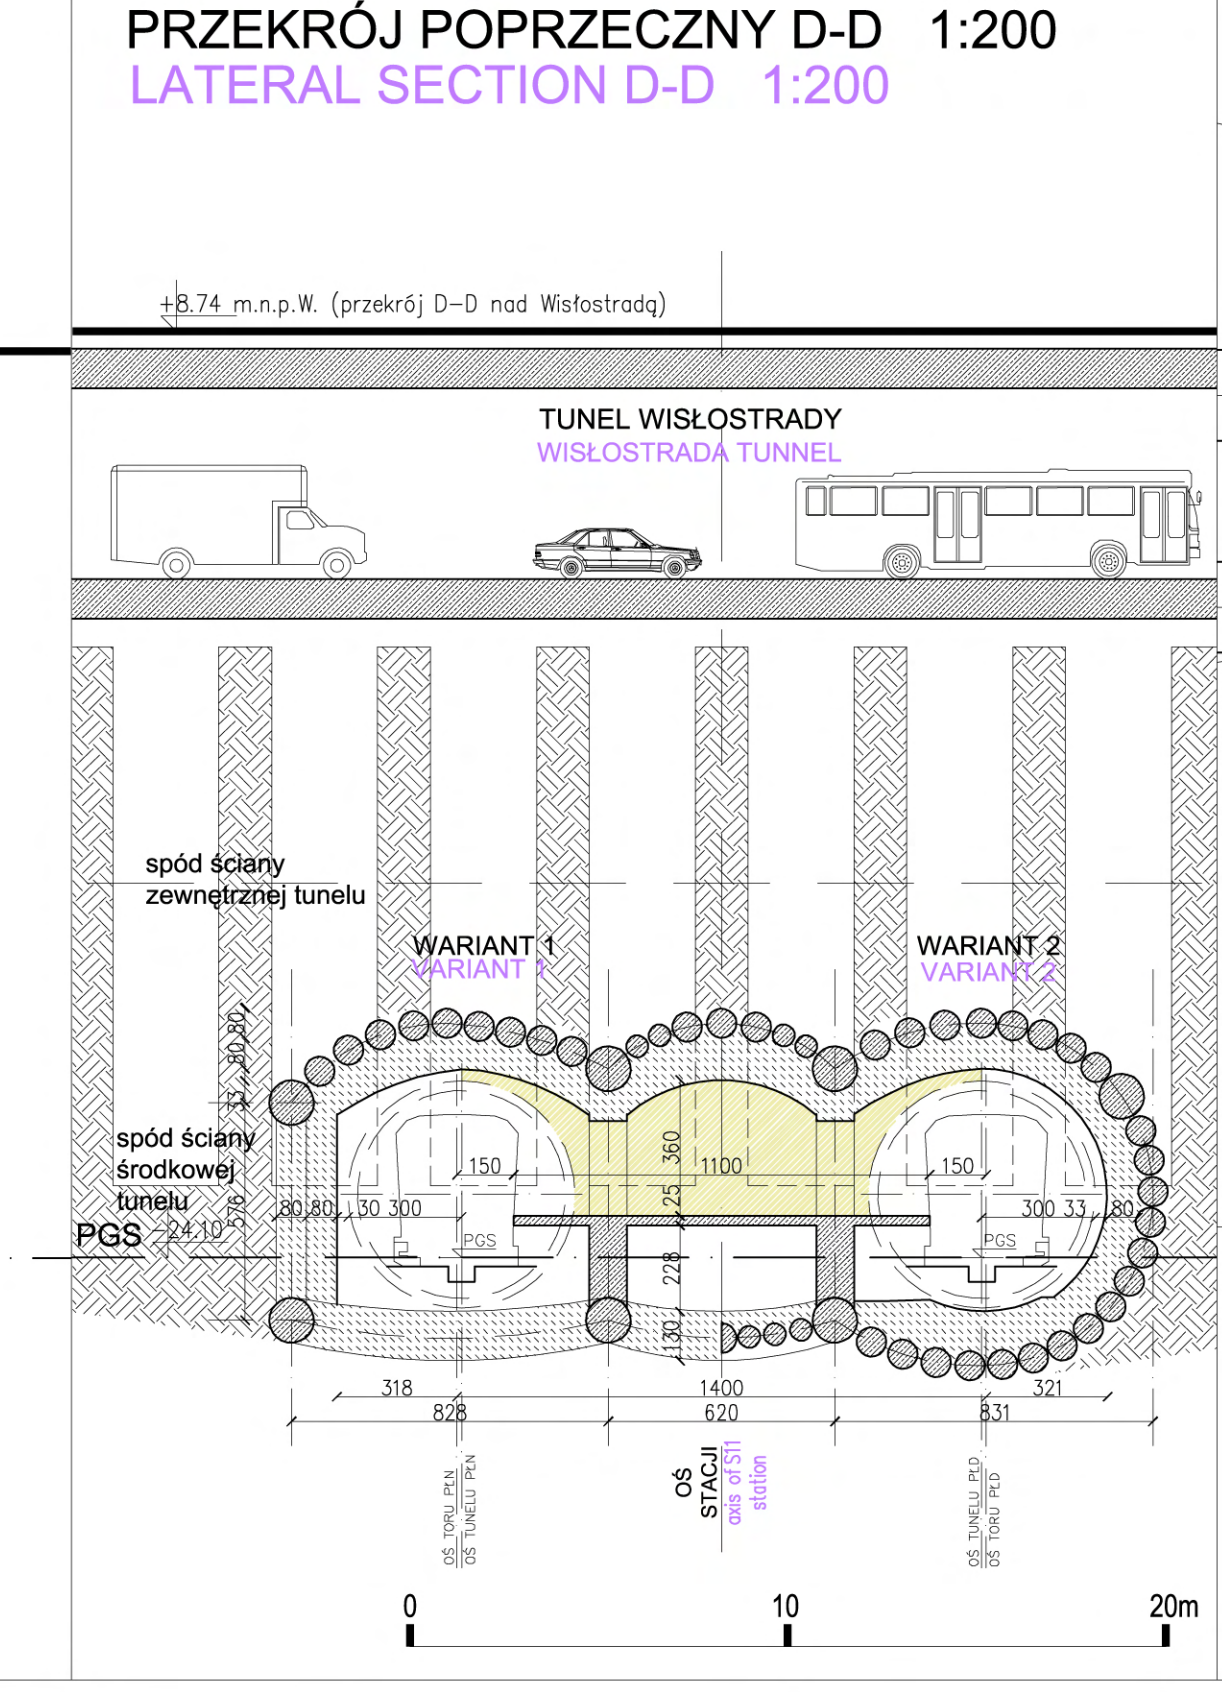 PRZEKRÓJ POPRZECZNY D-D 1:200
LATERAL SECTION D-D 1:200
+8.74 m.n.p.W. (przekrój D-D nad Wisłostradą)
TUNEL WISŁOSTRADY
WISŁOSTRADA TUNNEL
spód ściany
zewnętrznej tunelu
WARIANT 1
VARIANT 1
WARIANT 2
VARIANT 2
33 80 80
spód ściany
środkowej
tunelu
576
PGS
-24.10
80 80 30 300
150
1100
150
360
25
228
130
300 33 80
PGS
PGS
318
1400
321
828
620
831
OŚ TORU PŁN
OŚ TUNELU PŁN
OŚ
STACJI
axis of S11
station
OŚ TUNELU PŁD
OŚ TORU PŁD
0 10 20m